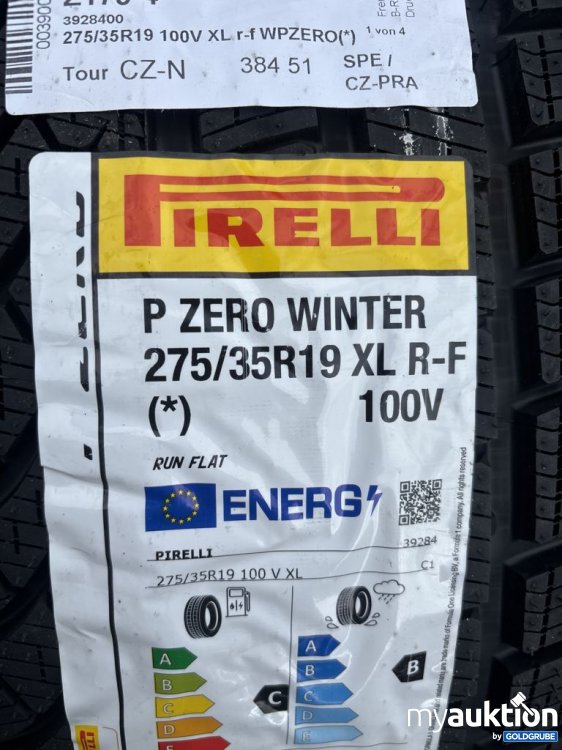 3928400
275/35R19 100V XL r-f WPZERO(*) 1 von 4
Tour CZ-N 384 51 SPE /
CZ-PRA
PIRELLI
P ZERO WINTER
275/35R19 XL R-F
(*) 100V
RUN FLAT
ENERG
PIRELLI 39284
275/35R19 100 V XL C1
A
B
C
D
E
C
A
B
C
D
E
B
PIRELLI
myauktion
by GOLDGRUBE